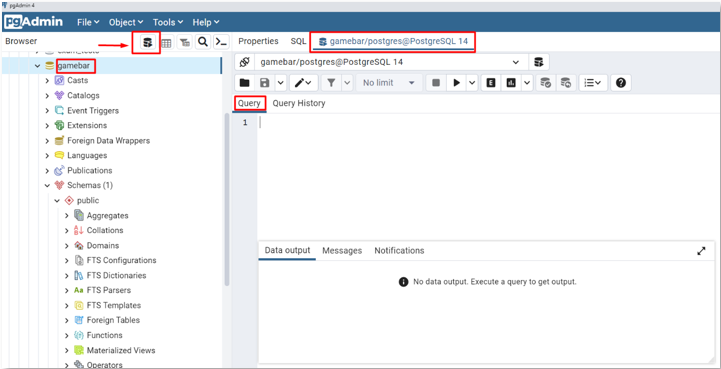 pgAdmin 4
pgAdmin File Object Tools Help
Browser
Properties SQL gamebar/postgres@PostgreSQL 14
gamebar
gamebar/postgres@PostgreSQL 14
Casts
No limit
Catalogs
Query Query History
Event Triggers
1
Extensions
Foreign Data Wrappers
Languages
Publications
Schemas (1)
public
Aggregates
Collations
Domains
Data output Messages Notifications
FTS Configurations
FTS Dictionaries
No data output. Execute a query to get output.
Aa FTS Parsers
FTS Templates
Foreign Tables
Functions
Materialized Views
Operators